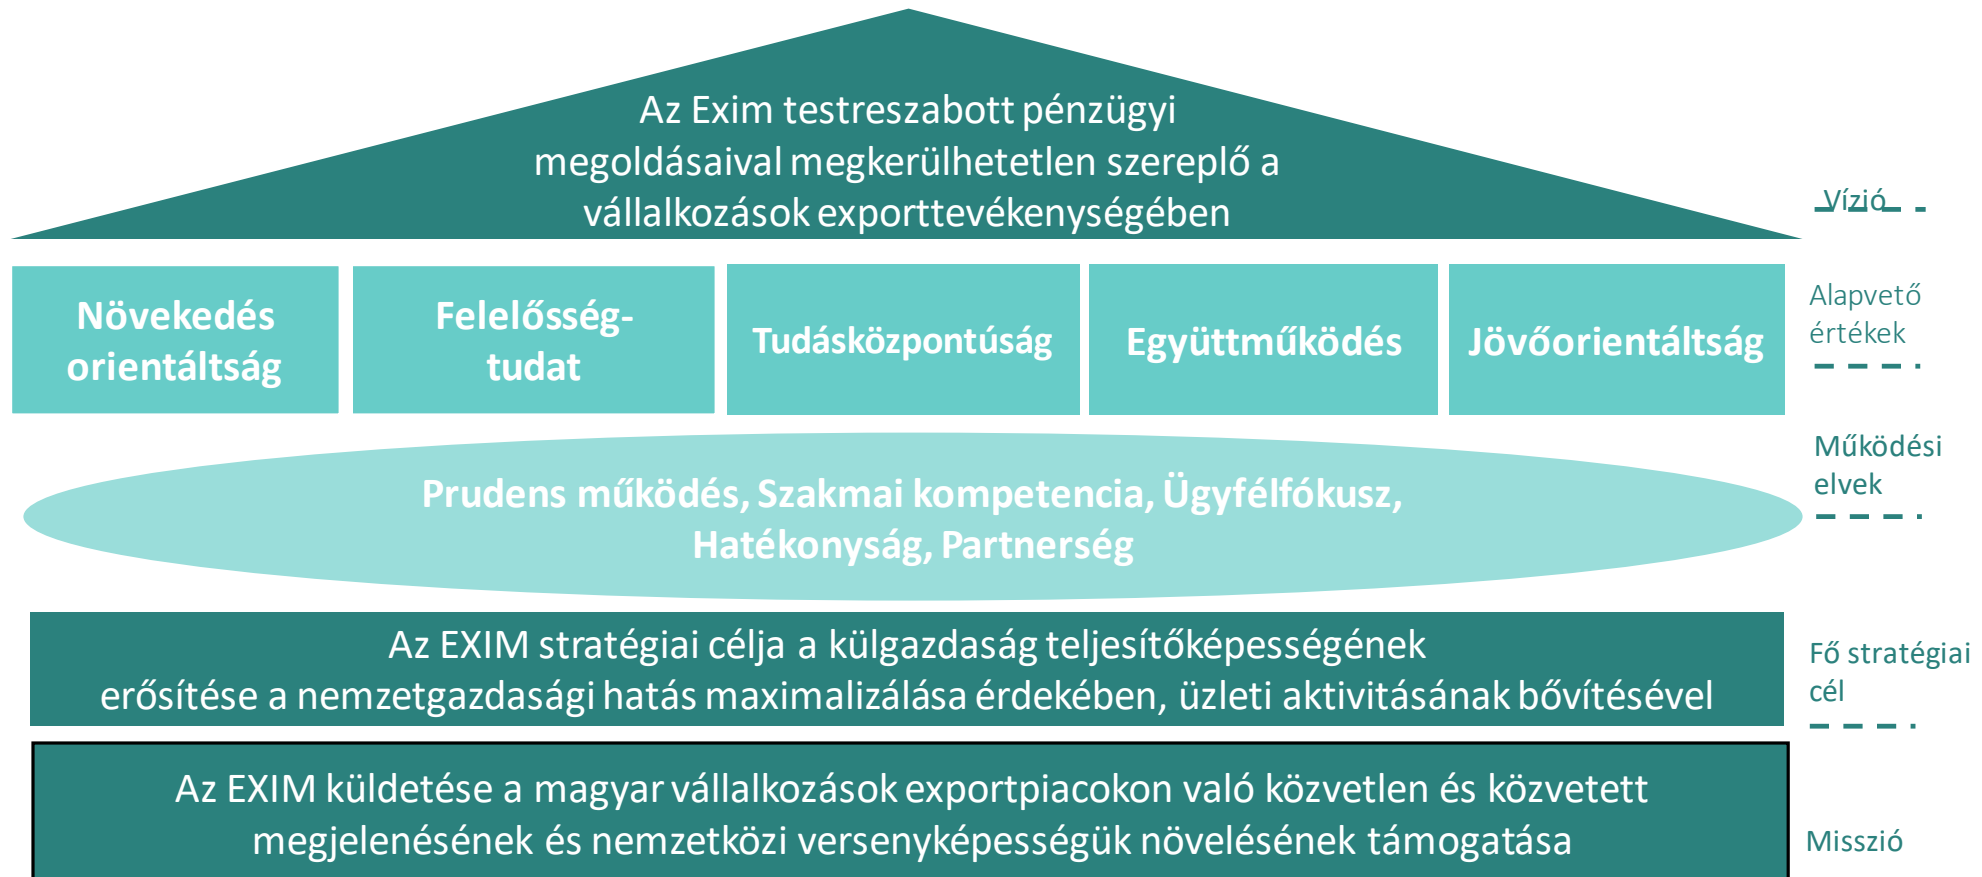 Az Exim testreszabott pénzügyi
megoldásaival megkerülhetetlen szereplő a
vállalkozások exporttevékenységében
Vízió
Növekedés
orientáltság
Felelősség-
tudat
Tudásközpontúság
Együttműködés
Jövőorientáltság
Alapvető
értékek
Prudens működés, Szakmai kompetencia, Ügyfélfókusz,
Hatékonyság, Partnerség
Működési
elvek
Az EXIM stratégiai célja a külgazdaság teljesítőképességének
erősítése a nemzetgazdasági hatás maximalizálása érdekében, üzleti aktivitásának bővítésével
Fő stratégiai
cél
Az EXIM küldetése a magyar vállalkozások exportpiacokon való közvetlen és közvetett
megjelenésének és nemzetközi versenyképességük növelésének támogatása
Misszió